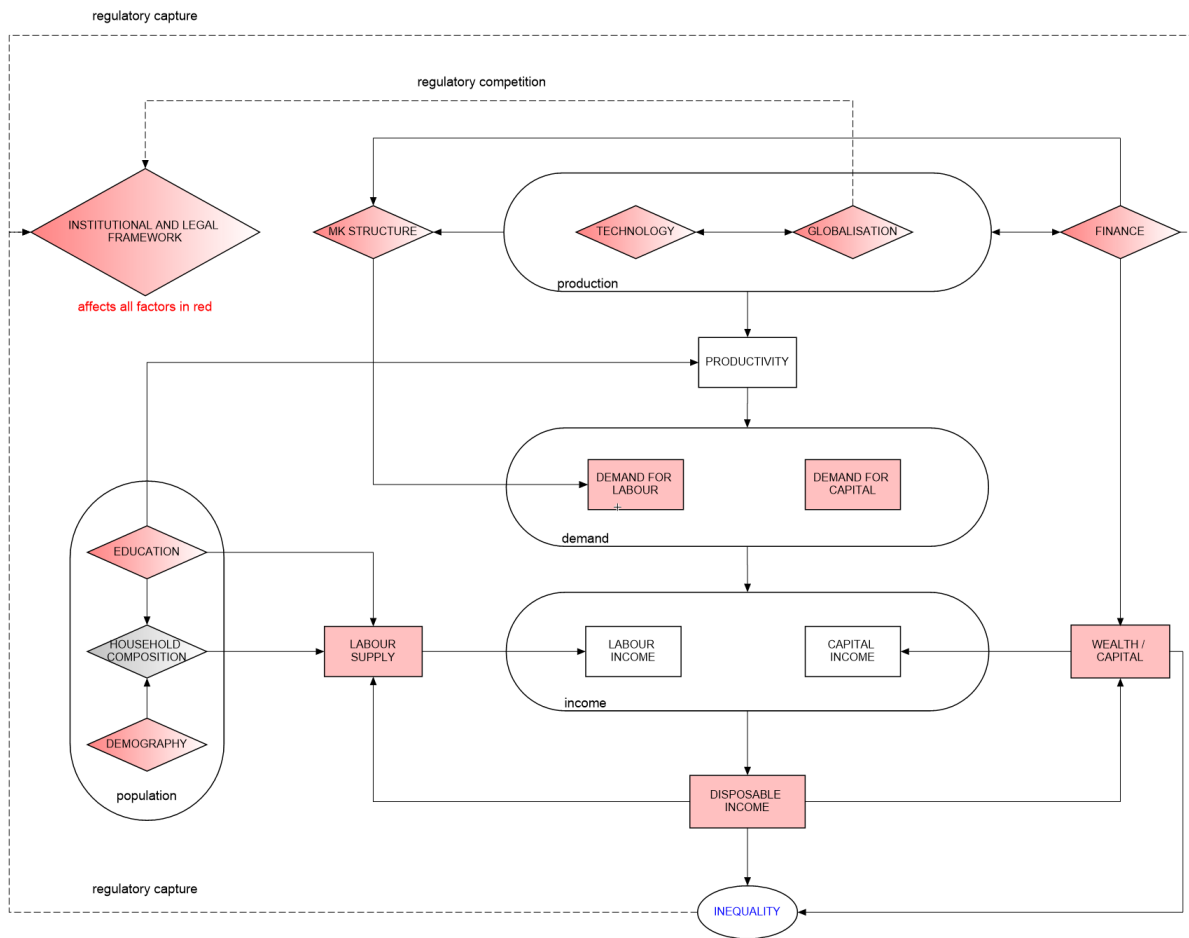 regulatory capture
regulatory competition
INSTITUTIONAL AND LEGAL
FRAMEWORK
affects all factors in red
MK STRUCTURE
TECHNOLOGY
GLOBALISATION
FINANCE
production
PRODUCTIVITY
DEMAND FOR
LABOUR
DEMAND FOR
CAPITAL
demand
EDUCATION
HOUSEHOLD
COMPOSITION
DEMOGRAPHY
population
LABOUR
SUPPLY
LABOUR
INCOME
CAPITAL
INCOME
income
WEALTH /
CAPITAL
DISPOSABLE
INCOME
regulatory capture
INEQUALITY